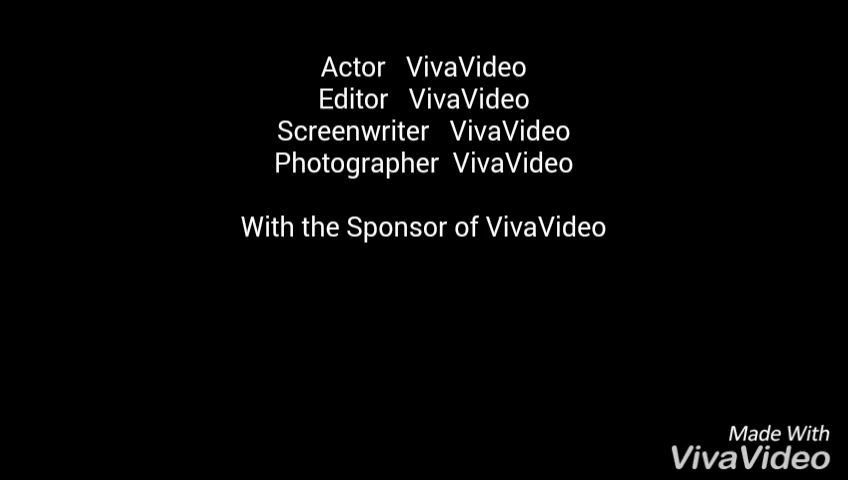 Actor VivaVideo
Editor VivaVideo
Screenwriter VivaVideo
Photographer VivaVideo
With the Sponsor of VivaVideo
Made With
VivaVideo